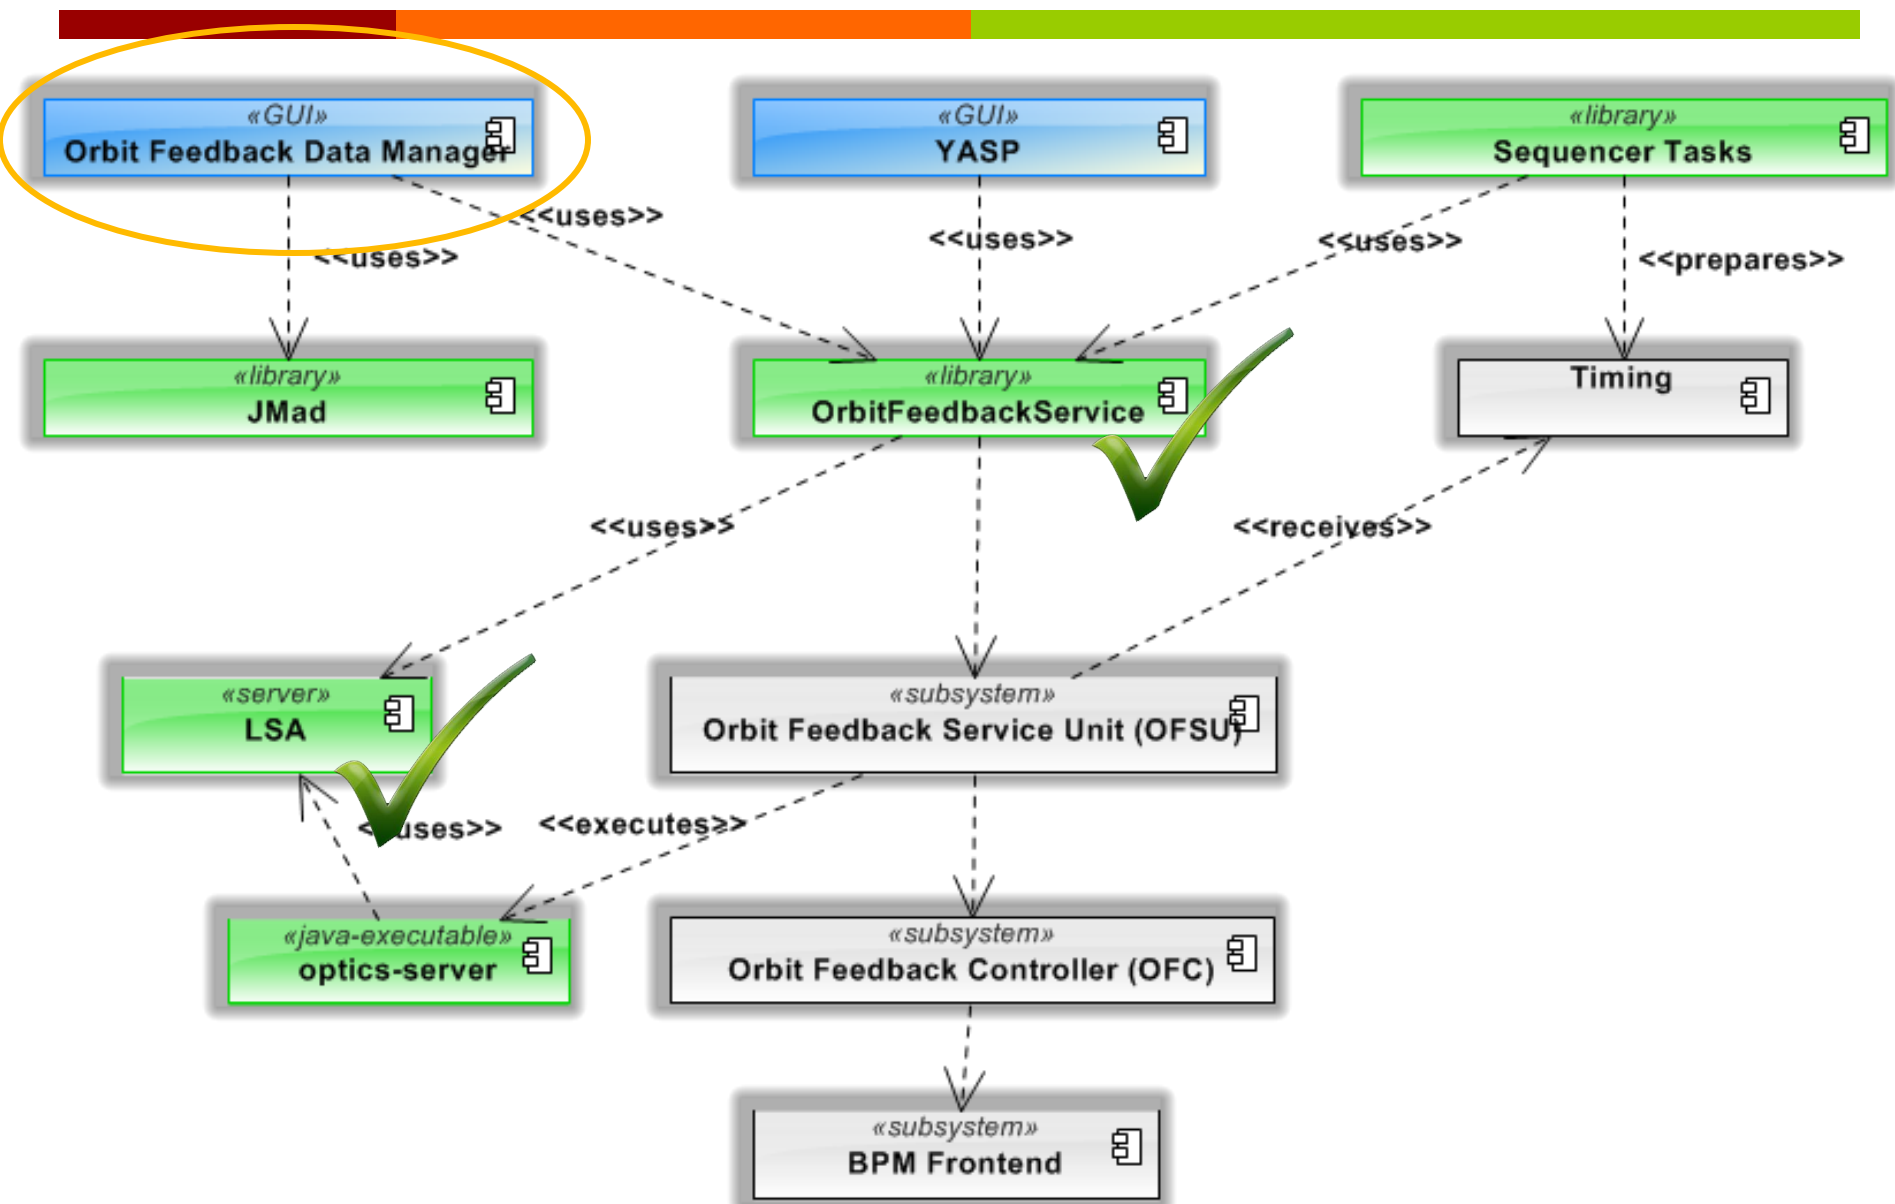 «GUI»
Orbit Feedback Data Manager
«GUI»
YASP
«library»
Sequencer Tasks
<<uses>>
<<uses>>
<<uses>>
<<uses>>
<<prepares>>
«library»
JMad
«library»
OrbitFeedbackService
Timing
<<uses>>
<<receives>>
«server»
LSA
«subsystem»
Orbit Feedback Service Unit (OFSU)
<<uses>>
<<executes>>
«java-executable»
optics-server
«subsystem»
Orbit Feedback Controller (OFC)
«subsystem»
BPM Frontend